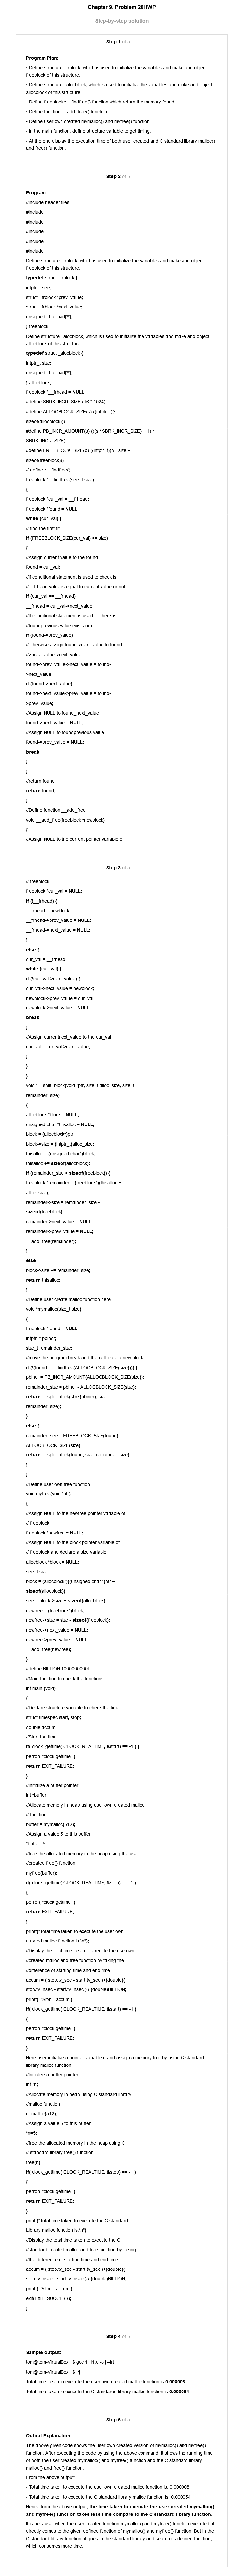 Chapter 9, Problem 20HWP
Step-by-step solution
Step 1 of 5
Program Plan:
• Define structure _frblock, which is used to initialize the variables and make and object
freeblock of this structure.
• Define structure _alocblock, which is used to initialize the variables and make and object
allocblock of this structure.
• Define freeblock *__findfree() function which return the memory found.
• Define function __add_free() function
• Define user own created mymalloc() and myfree() function.
• In the main function, define structure variable to get timing
• At the end display the execution time of both user created and C standard library malloc()
and free() function.
Step 2 of 5
Program:
//Include header files
#include
#include
#include
#include
#include
Define structure _frblock, which is used to initialize the variables and make and object
freeblock of this structure.
typedef struct _frblock {
intptr_t size;
struct _frblock *prev_value;
struct _frblock *next_value;
unsigned char pad[8];
} freeblock;
Define structure _alocblock, which is used to initialize the variables and make and object
allocblock of this structure.
typedef struct _alocblock {
intptr_t size;
unsigned char pad[8];
} allocblock;
freeblock *__frhead = NULL;
#define SBRK_INCR_SIZE (16 * 1024)
#define ALLOCBLOCK_SIZE(s) ((intptr_t)(s +
sizeof(allocblock)))
#define PB_INCR_AMOUNT(s) (((s / SBRK_INCR_SIZE) + 1) *
SBRK_INCR_SIZE)
#define FREEBLOCK_SIZE(b) ((intptr_t)(b->size +
sizeof(freeblock)))
// define *__findfree()
freeblock *__findfree(size_t size)
{
freeblock *cur_val = __frhead;
freeblock *found = NULL;
while (cur_val) {
// find the first fit
if (FREEBLOCK_SIZE(cur_val) >= size)
{
//Assign current value to the found
found = cur_val;
//If conditional statement is used to check is
//__frhead value is equal to current value or not
if (cur_val == __frhead)
__frhead = cur_val->next_value;
//If conditional statement is used to check is
//foundprevious value exists or not.
if (found->prev_value)
//otherwise assign found->next_value to found-
//>prev_value->next_value
found->prev_value->next_value = found-
>next_value;
if (found->next_value)
found->next_value->prev_value = found-
>prev_value;
//Assign NULL to found_next_value
found->next_value = NULL;
//Assign NULL to foundprevious value
found->prev_value = NULL;
break;
}
}
//return found
return found;
}
//Define function __add_free
void __add_free(freeblock *newblock)
{
//Assign NULL to the current pointer variable of
Step 3 of 5
// freeblock
freeblock *cur_val = NULL;
if (!__frhead) {
__frhead = newblock;
__frhead->prev_value = NULL;
__frhead->next_value = NULL;
}
else {
cur_val = __frhead;
while (cur_val) {
if (!cur_val->next_value) {
cur_val->next_value = newblock;
newblock->prev_value = cur_val;
newblock->next_value = NULL;
break;
}
//Assign currentnext_value to the cur_val
cur_val = cur_val->next_value;
}
}
}
void *__split_block(void *ptr, size_t alloc_size, size_t
remainder_size)
{
allocblock *block = NULL;
unsigned char *thisalloc = NULL;
block = (allocblock*)ptr;
block->size = (intptr_t)alloc_size;
thisalloc = (unsigned char*)block;
thisalloc += sizeof(allocblock);
if (remainder_size > sizeof(freeblock)) {
freeblock *remainder = (freeblock*)(thisalloc +
alloc_size);
remainder->size = remainder_size -
sizeof(freeblock);
remainder->next_value = NULL;
remainder->prev_value = NULL;
__add_free(remainder);
}
else
block->size += remainder_size;
return thisalloc;
}
//Define user create malloc function here
void *mymalloc(size_t size)
{
freeblock *found = NULL;
intptr_t pbincr;
size_t remainder_size;
//move the program break and then allocate a new block
if (!(found = __findfree(ALLOCBLOCK_SIZE(size)))) {
pbincr = PB_INCR_AMOUNT(ALLOCBLOCK_SIZE(size));
remainder_size = pbincr - ALLOCBLOCK_SIZE(size);
return __split_block(sbrk(pbincr), size,
remainder_size);
}
else {
remainder_size = FREEBLOCK_SIZE(found) –
ALLOCBLOCK_SIZE(size);
return __split_block(found, size, remainder_size);
}
}
//Define user own free function
void myfree(void *ptr)
{
//Assign NULL to the newfree pointer variable of
// freeblock
freeblock *newfree = NULL;
//Assign NULL to the block pointer variable of
// freeblock and declare a size variable
allocblock *block = NULL;
size_t size;
block = (allocblock*)((unsigned char *)ptr –
sizeof(allocblock));
size = block->size + sizeof(allocblock);
newfree = (freeblock*)block;
newfree->size = size - sizeof(freeblock);
newfree->next_value = NULL;
newfree->prev_value = NULL;
__add_free(newfree);
}
#define BILLION 1000000000L
//Main function to check the functions
int main (void)
{
//Declare structure variable to check the time
struct timespec start, stop;
double accum;
//Start the time
if( clock_gettime( CLOCK_REALTIME, &start) == -1 ) {
perror( "clock gettime" );
return EXIT_FAILURE;
}
//Initialize a buffer pointer
int *buffer;
//Allocate memory in heap using user own created malloc
// function
buffer = mymalloc(512);
//Assign a value 5 to this buffer
*buffer=5;
//free the allocated memory in the heap using the user
//created free() function
myfree(buffer);
if( clock_gettime( CLOCK_REALTIME, &stop) == -1 )
{
perror( "clock gettime" );
return EXIT_FAILURE;
}
printf("Total time taken to execute the user own
created malloc function is \n");
//Display the total time taken to execute the use own
//created malloc and free function by taking the
//difference of starting time and end time
accum = ( stop.tv_sec - start.tv_sec )+(double)(
stop.tv_nsec - start.tv_nsec ) / (double)BILLION;
printf( "%lf\n", accum );
if( clock_gettime( CLOCK_REALTIME, &start) == -1 )
{
perror( "clock gettime" );
return EXIT_FAILURE;
}
Here user initialize a pointer variable n and assign a memory to it by using C standard
library malloc function
//Initialize a buffer pointer
int *n;
//Allocate memory in heap using C standard library
//malloc function
n=malloc(512);
//Assign a value 5 to this buffer
*n=5;
//free the allocated memory in the heap using C
// standard library free() function
free(n);
if( clock_gettime( CLOCK_REALTIME, &stop) == -1 )
{
perror( "clock gettime" );
return EXIT_FAILURE;
}
printf("Total time taken to execute the C standard
Library malloc function is \n");
//Display the total time taken to execute the C
//standard created malloc and free function by taking
//the difference of starting time and end time
accum = ( stop.tv_sec - start.tv_sec )+(double)(
stop.tv_nsec - start.tv_nsec ) / (double)BILLION;
printf( "%lf\n", accum );
exit(EXIT_SUCCESS);
}
Step 4 of 5
Sample output:
tom@tom-VirtualBox ~$ gcc 1111.c -o j –lrt
tom@tom-VirtualBox ~$ ./j
Total time taken to execute the user own created malloc function is 0.000008
Total time taken to execute the C standered library malloc function is 0.000054
Step 5 of 5
Output Explanation:
The above given code shows the user own created version of mymalloc() and myfree()
function. After executing the code by using the above command, it shows the running time
of both the user created mymalloc() and myfree() function and the C standard library
malloc() and free() function.
From the above output
• Total time taken to execute the user own created malloc function is 0.000008
• Total time taken to execute the C standard library malloc function is 0.000054
Hence form the above output, the time taken to execute the user created mymalloc()
and myfree() function takes less time compare to the C standard library function.
It is because, when the user created function mymalloc() and myfree() function executed, it
directly comes to the given defined function of mymalloc() and myfree() function. But in the
C standard library function, it goes to the standard library and search its defined function,
which consumes more time.